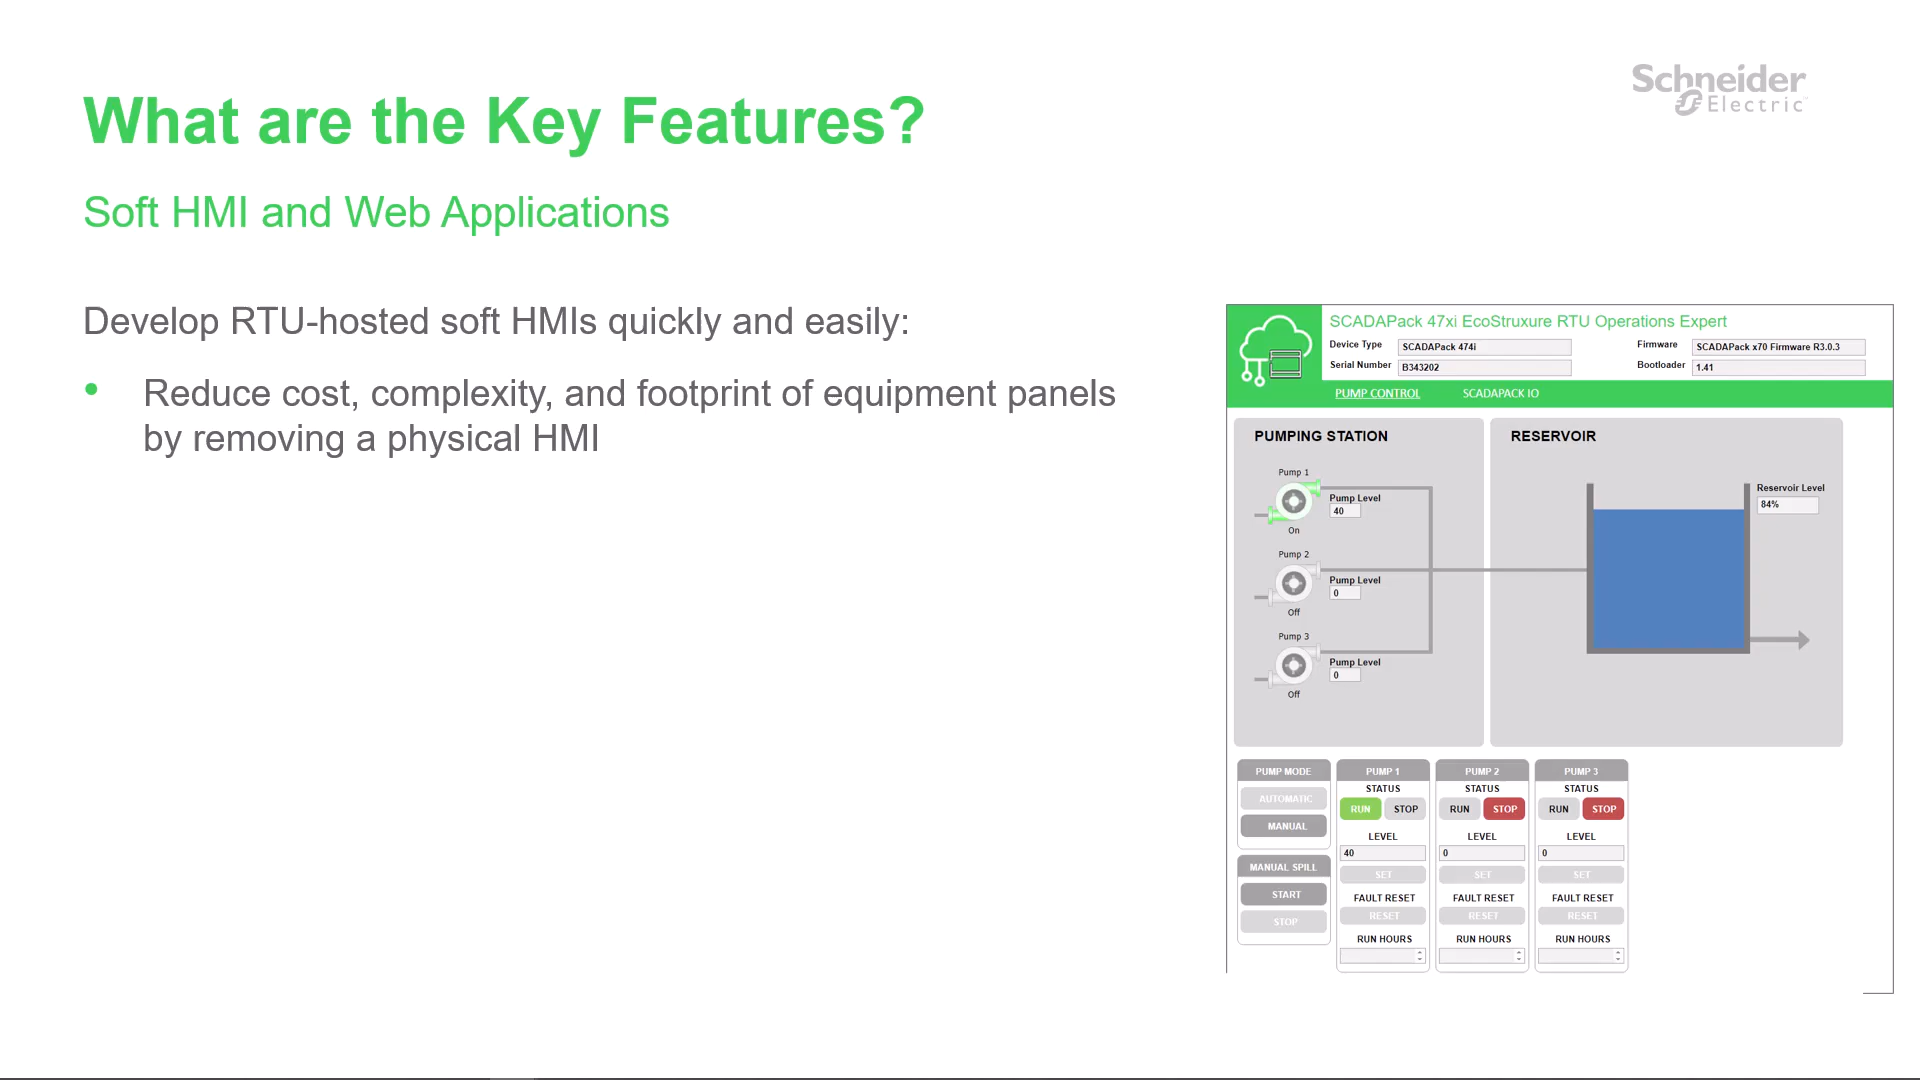 Schneider
Electric
What are the Key Features?
Soft HMI and Web Applications
Develop RTU-hosted soft HMIs quickly and easily:
• Reduce cost, complexity, and footprint of equipment panels
by removing a physical HMI
SCADAPack 47xi EcoStruxure RTU Operations Expert
Device Type SCADAPack 474i Firmware SCADAPack x70 Firmware R3.0.3
Serial Number B343202 Bootloader 1.41
PUMP CONTROL SCADAPACK IO
PUMPING STATION RESERVOIR
Pump 1
Pump Level
40
On
Pump 2
Pump Level
0
Off
Pump 3
Pump Level
0
Off
Reservoir Level
84%
PUMP MODE
AUTOMATIC
MANUAL
MANUAL SPILL
START
STOP
PUMP 1
STATUS
RUN STOP
LEVEL
40
SET
FAULT RESET
RESET
RUN HOURS
PUMP 2
STATUS
RUN STOP
LEVEL
0
SET
FAULT RESET
RESET
RUN HOURS
PUMP 3
STATUS
RUN STOP
LEVEL
0
SET
FAULT RESET
RESET
RUN HOURS